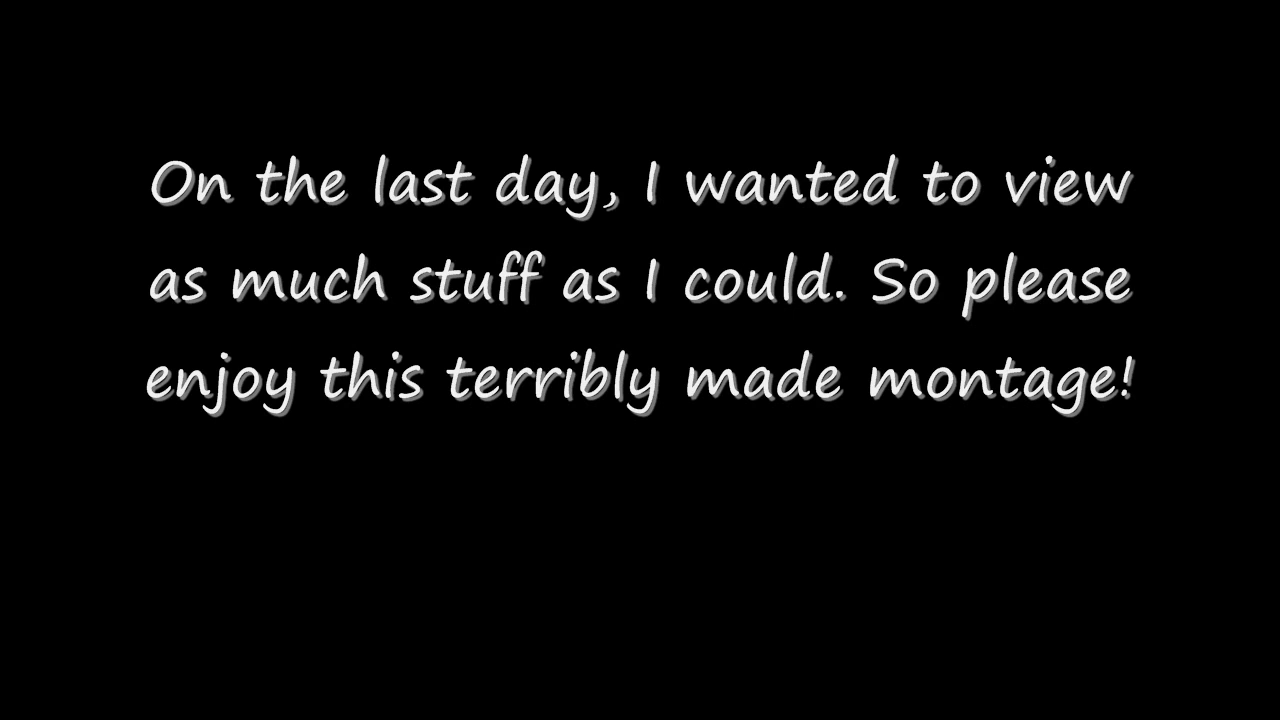 On the last day, I wanted to view
as much stuff as I could. So please
enjoy this terribly made montage!